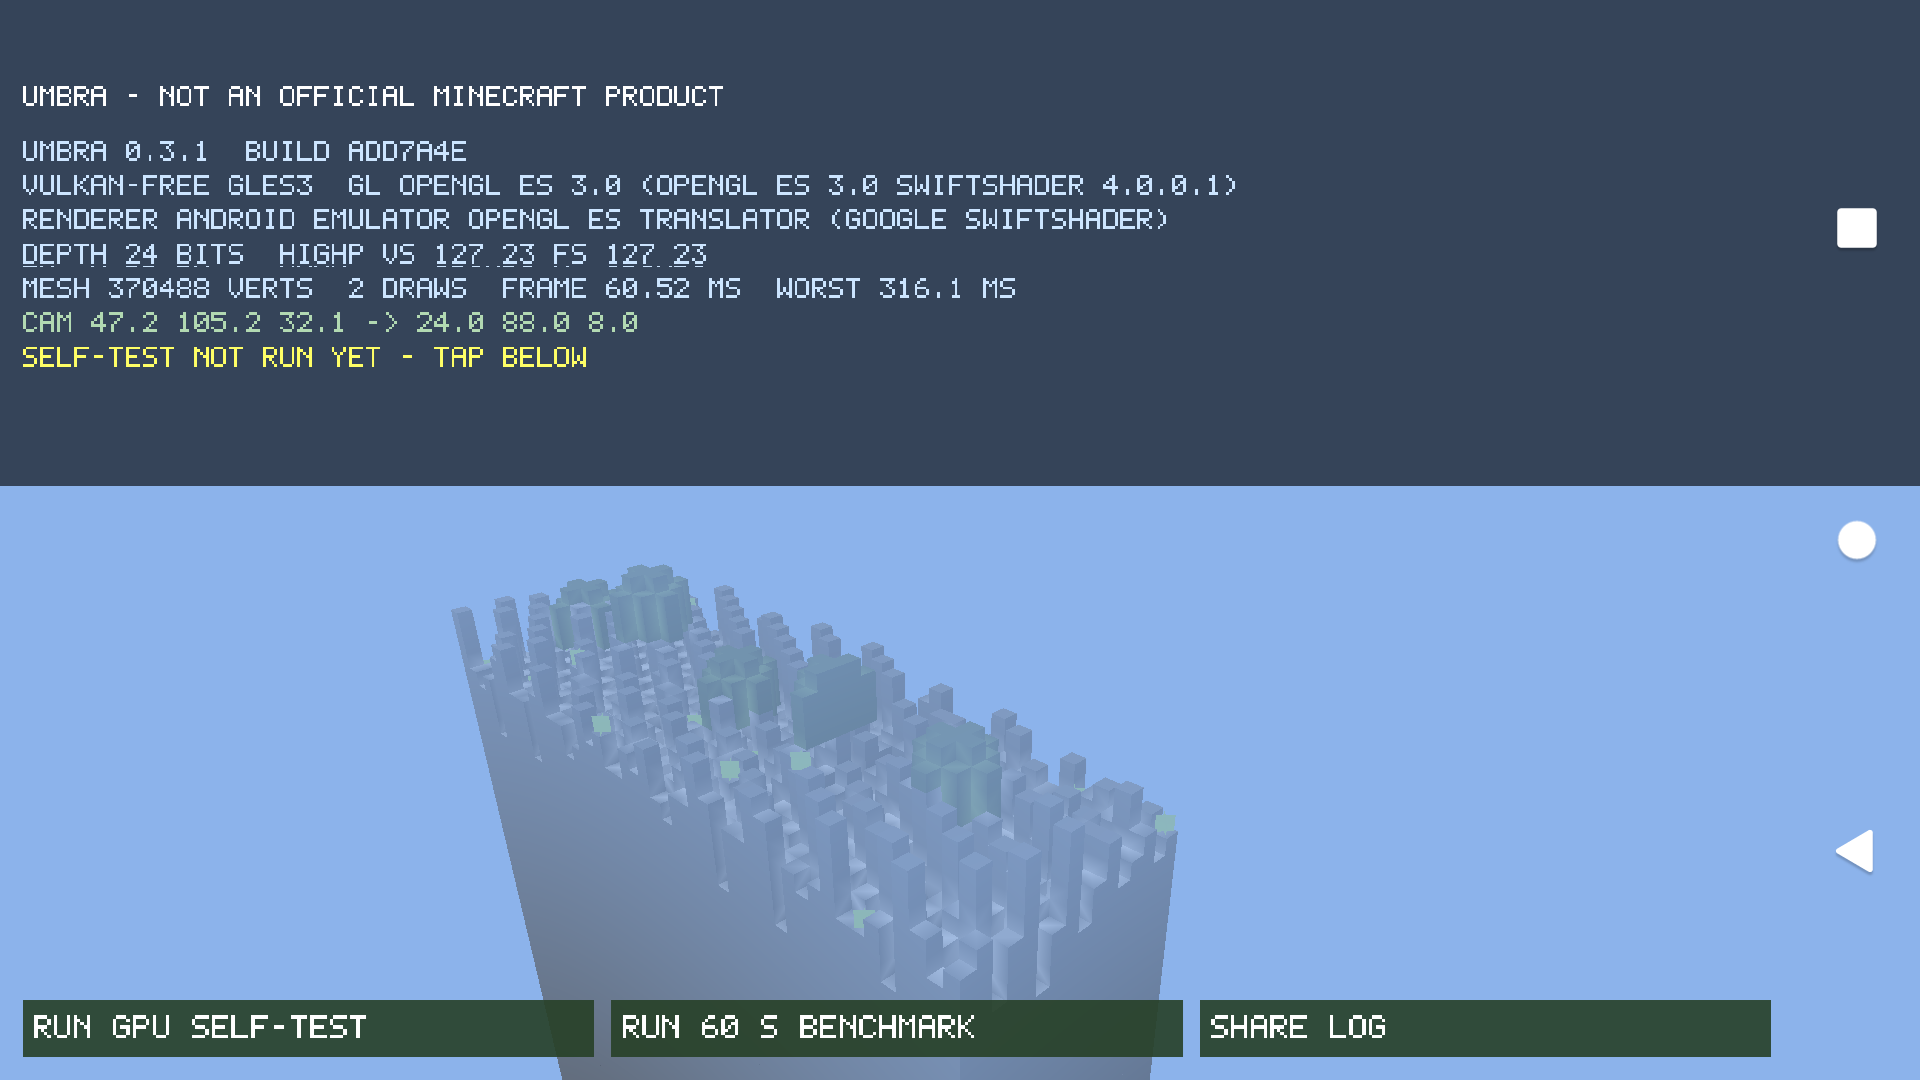 UMBRA - NOT AN OFFICIAL MINECRAFT PRODUCT
UMBRA 0.3.1  BUILD ADD7A4E
VULKAN-FREE GLES3  GL OPENGL ES 3.0 (OPENGL ES 3.0 SWIFTSHADER 4.0.0.1)
RENDERER ANDROID EMULATOR OPENGL ES TRANSLATOR (GOOGLE SWIFTSHADER)
DEPTH 24 BITS  HIGHP VS 127 23 FS 127 23
MESH 370488 VERTS  2 DRAWS  FRAME 60.52 MS  WORST 316.1 MS
CAM 47.2 105.2 32.1 -> 24.0 88.0 8.0
SELF-TEST NOT RUN YET - TAP BELOW
RUN GPU SELF-TEST
RUN 60 S BENCHMARK
SHARE LOG